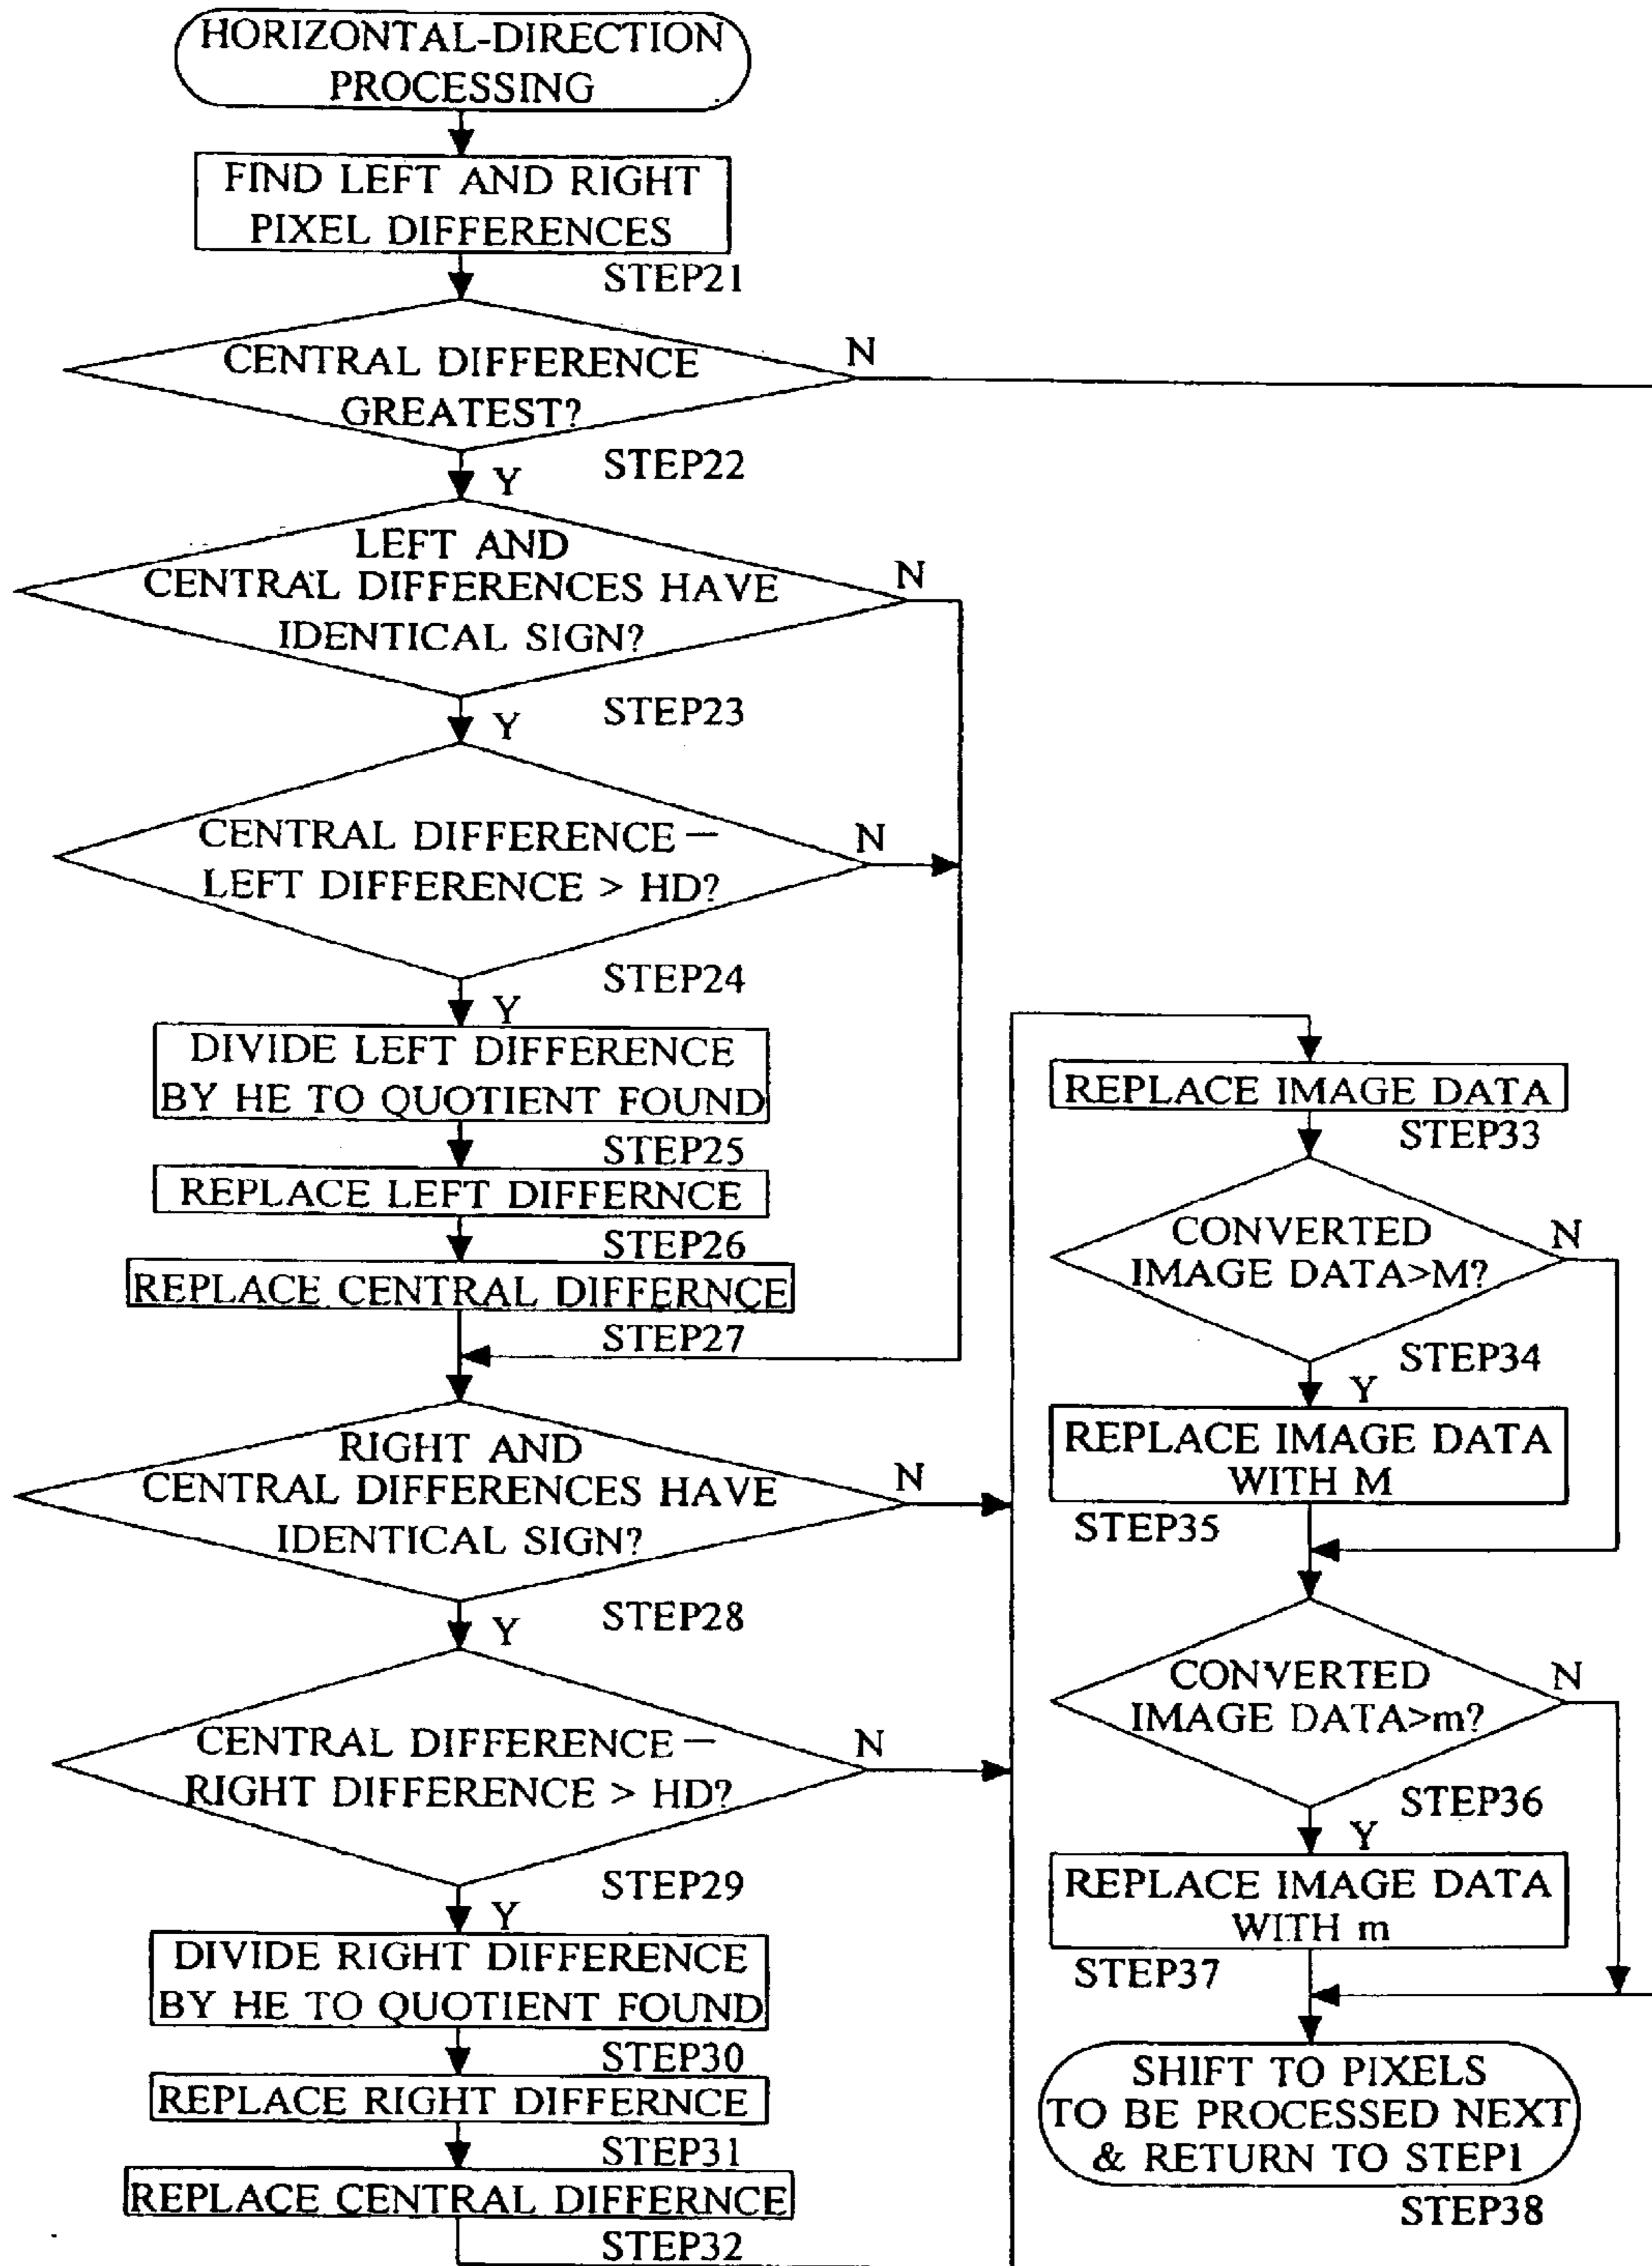 HORIZONTAL-DIRECTION
PROCESSING
FIND LEFT AND RIGHT
PIXEL DIFFERENCES
STEP21
CENTRAL DIFFERENCE
GREATEST?
N
STEP22
Y
LEFT AND
CENTRAL DIFFERENCES HAVE
IDENTICAL SIGN?
N
STEP23
Y
CENTRAL DIFFERENCE —
LEFT DIFFERENCE > HD?
N
STEP24
Y
DIVIDE LEFT DIFFERENCE
BY HE TO QUOTIENT FOUND
STEP25
REPLACE LEFT DIFFERNCE
STEP26
REPLACE CENTRAL DIFFERNCE
STEP27
RIGHT AND
CENTRAL DIFFERENCES HAVE
IDENTICAL SIGN?
N
STEP28
Y
CENTRAL DIFFERENCE —
RIGHT DIFFERENCE > HD?
N
STEP29
Y
DIVIDE RIGHT DIFFERENCE
BY HE TO QUOTIENT FOUND
STEP30
REPLACE RIGHT DIFFERNCE
STEP31
REPLACE CENTRAL DIFFERNCE
STEP32
REPLACE IMAGE DATA
STEP33
CONVERTED
IMAGE DATA>M?
N
STEP34
Y
REPLACE IMAGE DATA
WITH M
STEP35
CONVERTED
IMAGE DATA>m?
N
STEP36
Y
REPLACE IMAGE DATA
WITH m
STEP37
SHIFT TO PIXELS
TO BE PROCESSED NEXT
& RETURN TO STEP1
STEP38